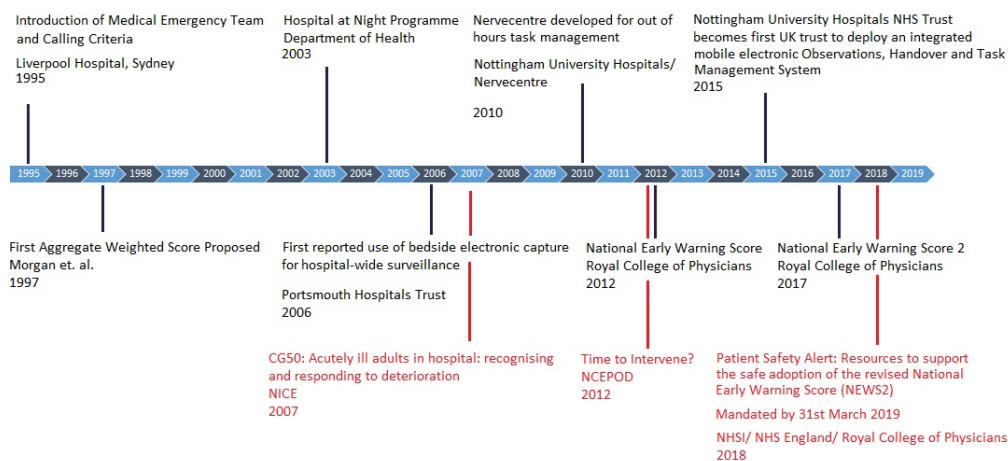 Introduction of Medical Emergency Team
and Calling Criteria
Liverpool Hospital, Sydney
1995
Hospital at Night Programme
Department of Health
2003
Nervecentre developed for out of
hours task management
Nottingham University Hospitals/
Nervecentre
2010
Nottingham University Hospitals NHS Trust
becomes first UK trust to deploy an integrated
mobile electronic Observations, Handover and Task
Management System
2015
1995 1996 1997 1998 1999 2000 2001 2002 2003 2004 2005 2006 2007 2008 2009 2010 2011 2012 2013 2014 2015 2016 2017 2018 2019
First Aggregate Weighted Score Proposed
Morgan et. al.
1997
First reported use of bedside electronic capture
for hospital-wide surveillance
Portsmouth Hospitals Trust
2006
National Early Warning Score
Royal College of Physicians
2012
National Early Warning Score 2
Royal College of Physicians
2017
CG50: Acutely ill adults in hospital: recognising
and responding to deterioration
NICE
2007
Time to Intervene?
NCEPOD
2012
Patient Safety Alert: Resources to support
the safe adoption of the revised National
Early Warning Score (NEWS2)
Mandated by 31st March 2019
NHSI/ NHS England/ Royal College of Physicians
2018